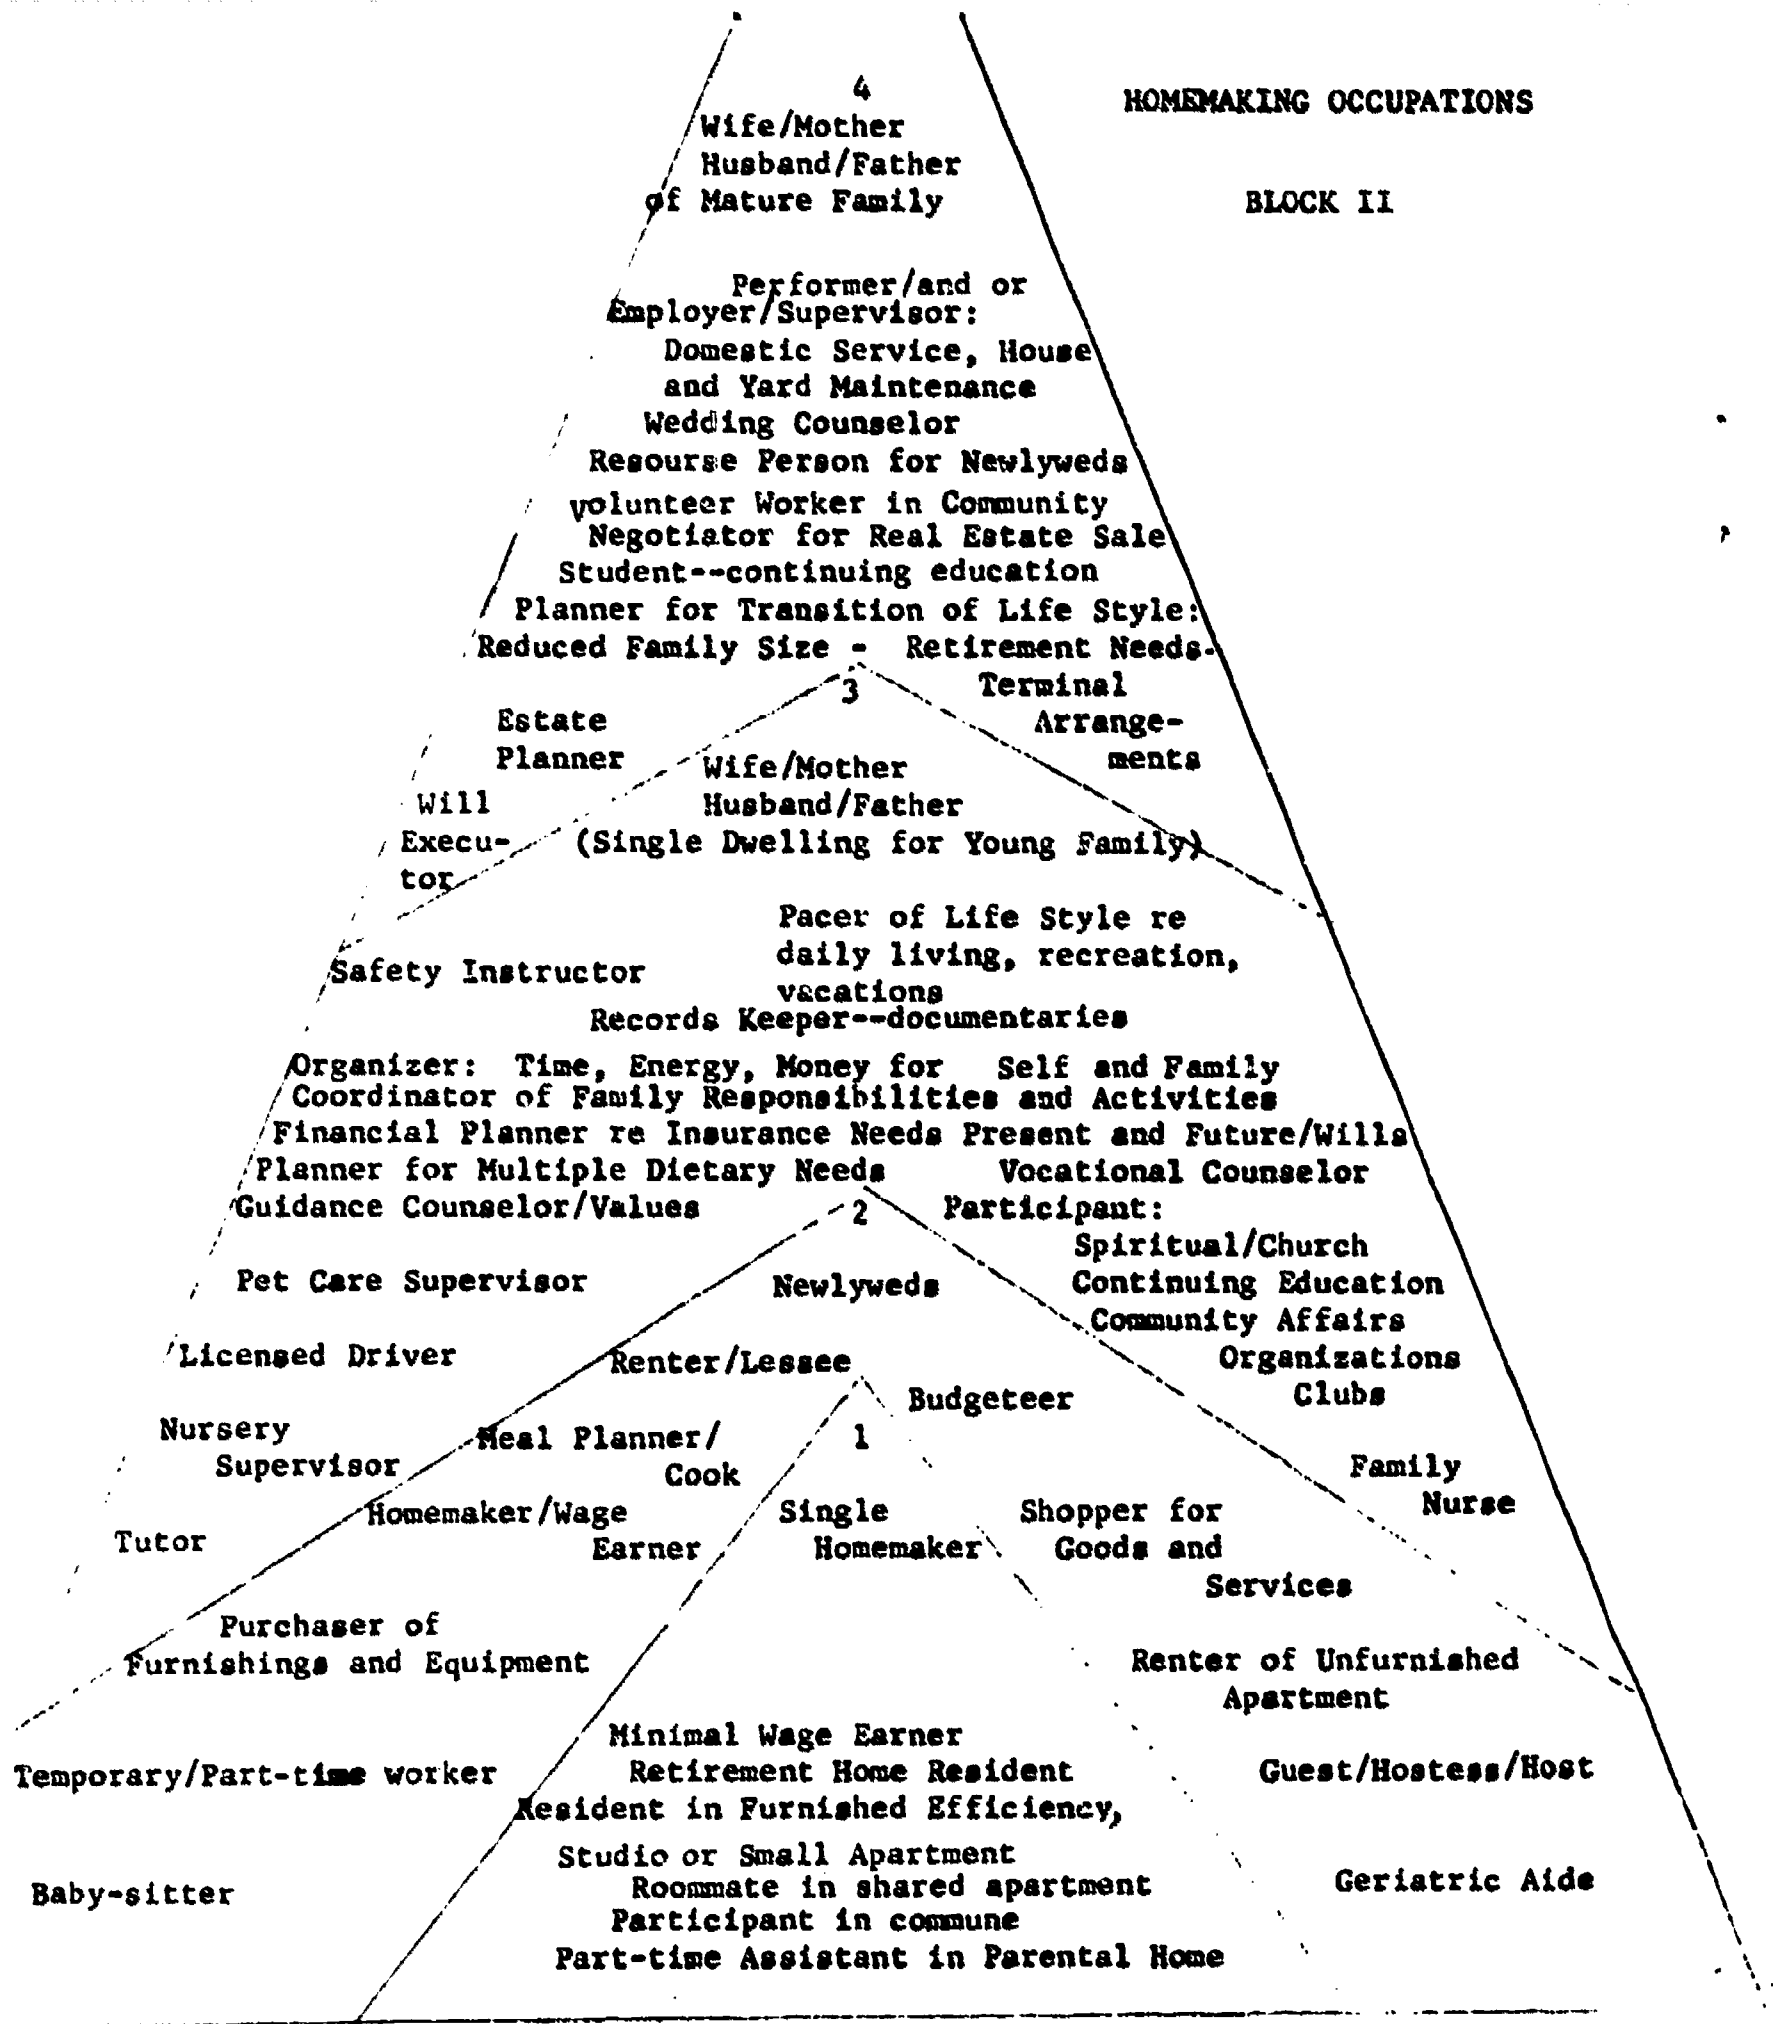 HOMEMAKING OCCUPATIONS
BLOCK II
4
Wife/Mother
Husband/Father
of Mature Family
Performer/and or
Employer/Supervisor:
Domestic Service, House
and Yard Maintenance
Wedding Counselor
Resourse Person for Newlyweds
Volunteer Worker in Community
Negotiator for Real Estate Sale
Student--continuing education
Planner for Transition of Life Style:
Reduced Family Size - Retirement Needs-
Terminal
Arrange-
ments
Estate
Planner
Will
Execu-
tor
3
Wife/Mother
Husband/Father
(Single Dwelling for Young Family)
Pacer of Life Style re
daily living, recreation,
vacations
Safety Instructor
Records Keeper--documentaries
Organizer: Time, Energy, Money for Self and Family
Coordinator of Family Responsibilities and Activities
Financial Planner re Insurance Needs Present and Future/Wills
Planner for Multiple Dietary Needs Vocational Counselor
Guidance Counselor/Values
Participant:
Spiritual/Church
Continuing Education
Community Affairs
Organizations
Clubs
Pet Care Supervisor
Licensed Driver
Nursery
Supervisor
Tutor
Family
Nurse
2
Newlyweds
Renter/Lessee
Budgeteer
Meal Planner/
Cook
Homemaker/Wage
Earner
Shopper for
Goods and
Services
Purchaser of
Furnishings and Equipment
Renter of Unfurnished
Apartment
Temporary/Part-time worker
Guest/Hostess/Host
Baby-sitter
Geriatric Aide
1
Single
Homemaker
Minimal Wage Earner
Retirement Home Resident
Resident in Furnished Efficiency,
Studio or Small Apartment
Roommate in shared apartment
Participant in commune
Part-time Assistant in Parental Home